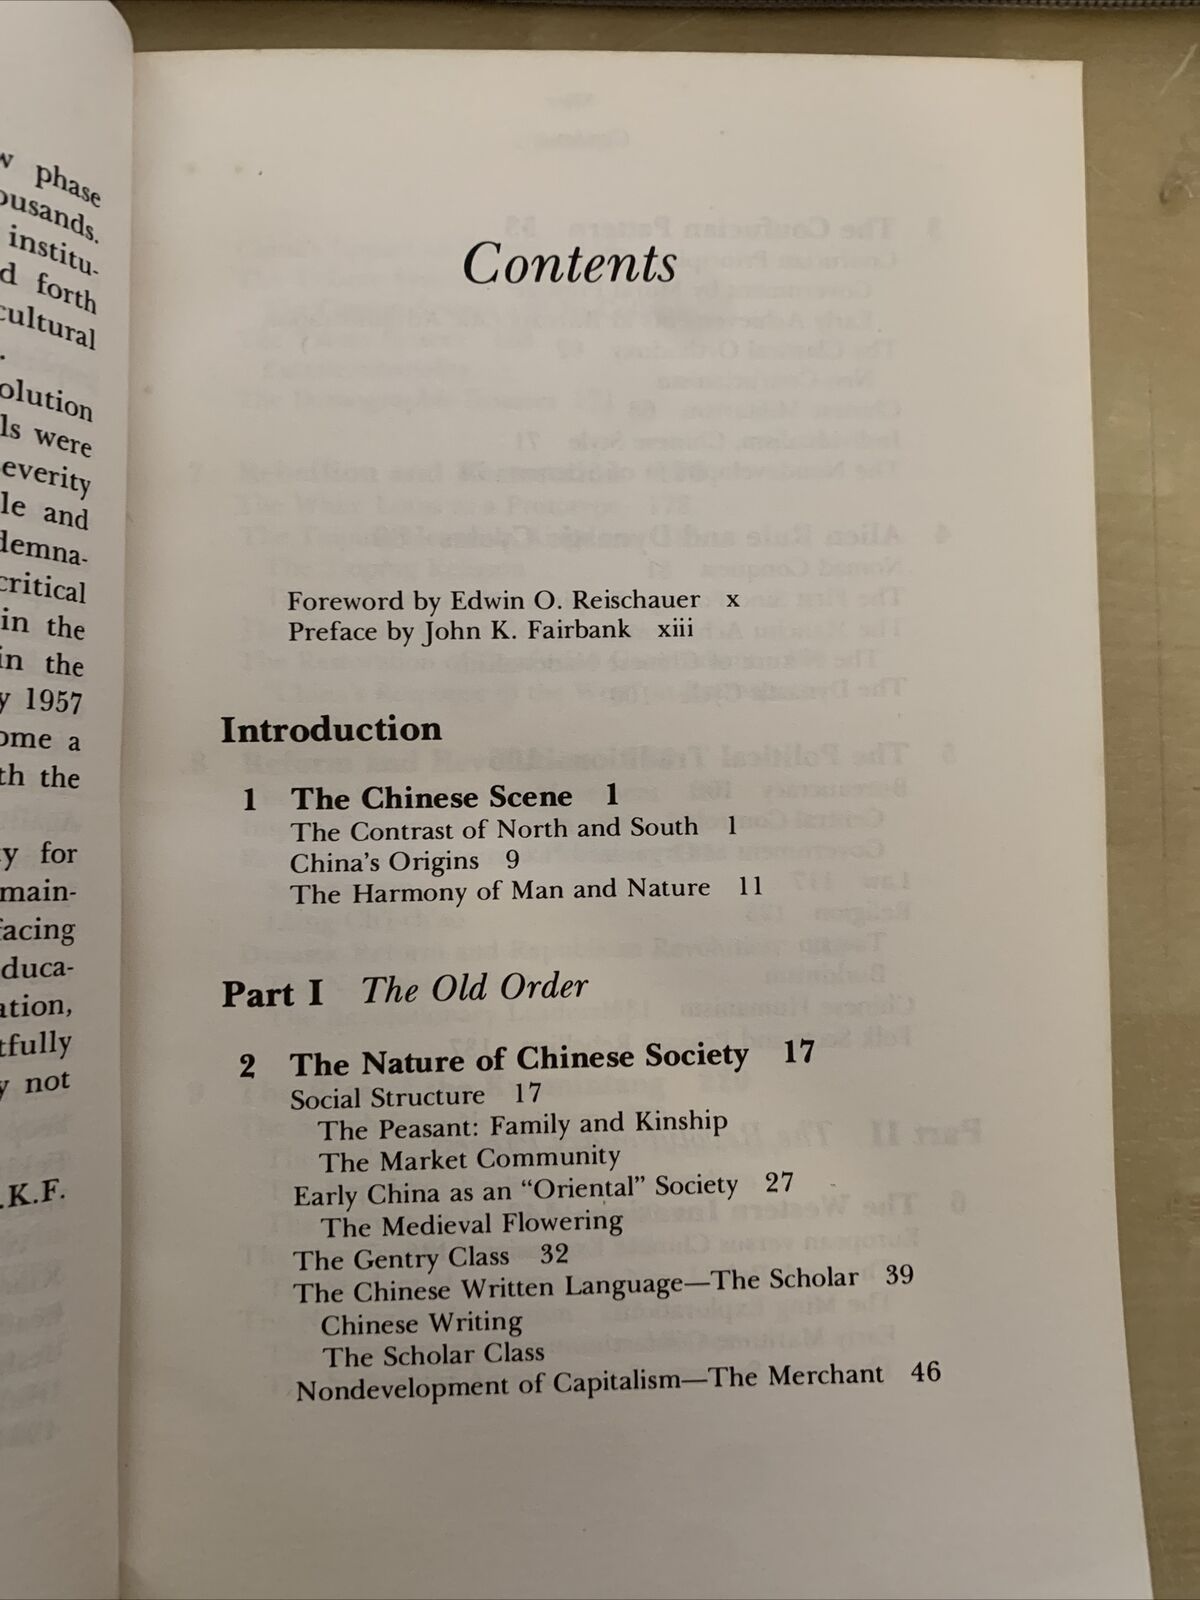 phase
ousands.
institu-
d forth
cultural
olution
ls were
everity
le and
demna-
critical
in the
in the
y 1957
ome a
th the
y for
main-
facing
duca-
ation,
tfully
y not
.K.F.
Contents
Foreword by Edwin O. Reischauer x
Preface by John K. Fairbank xiii
Introduction
1 The Chinese Scene 1
The Contrast of North and South 1
China's Origins 9
The Harmony of Man and Nature 11
Part I The Old Order
2 The Nature of Chinese Society 17
Social Structure 17
The Peasant: Family and Kinship
The Market Community
Early China as an “Oriental” Society 27
The Medieval Flowering
The Gentry Class 32
The Chinese Written Language—The Scholar 39
Chinese Writing
The Scholar Class
Nondevelopment of Capitalism—The Merchant 46